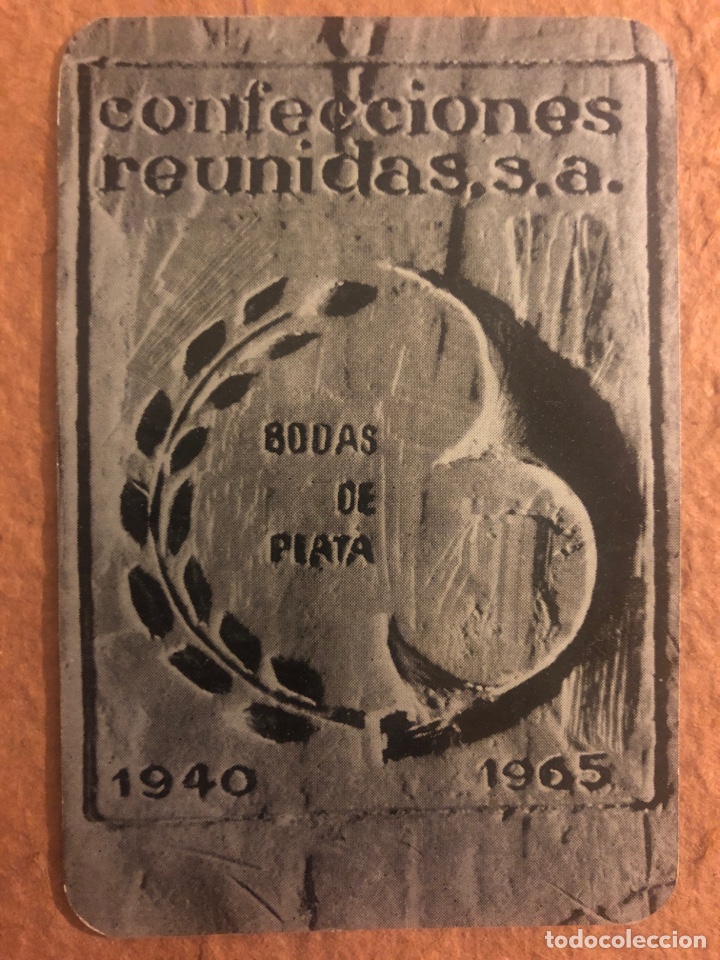 confecciones
reunidas, s.a.
BODAS
DE
PLATA
1940 1965
todocoleccion